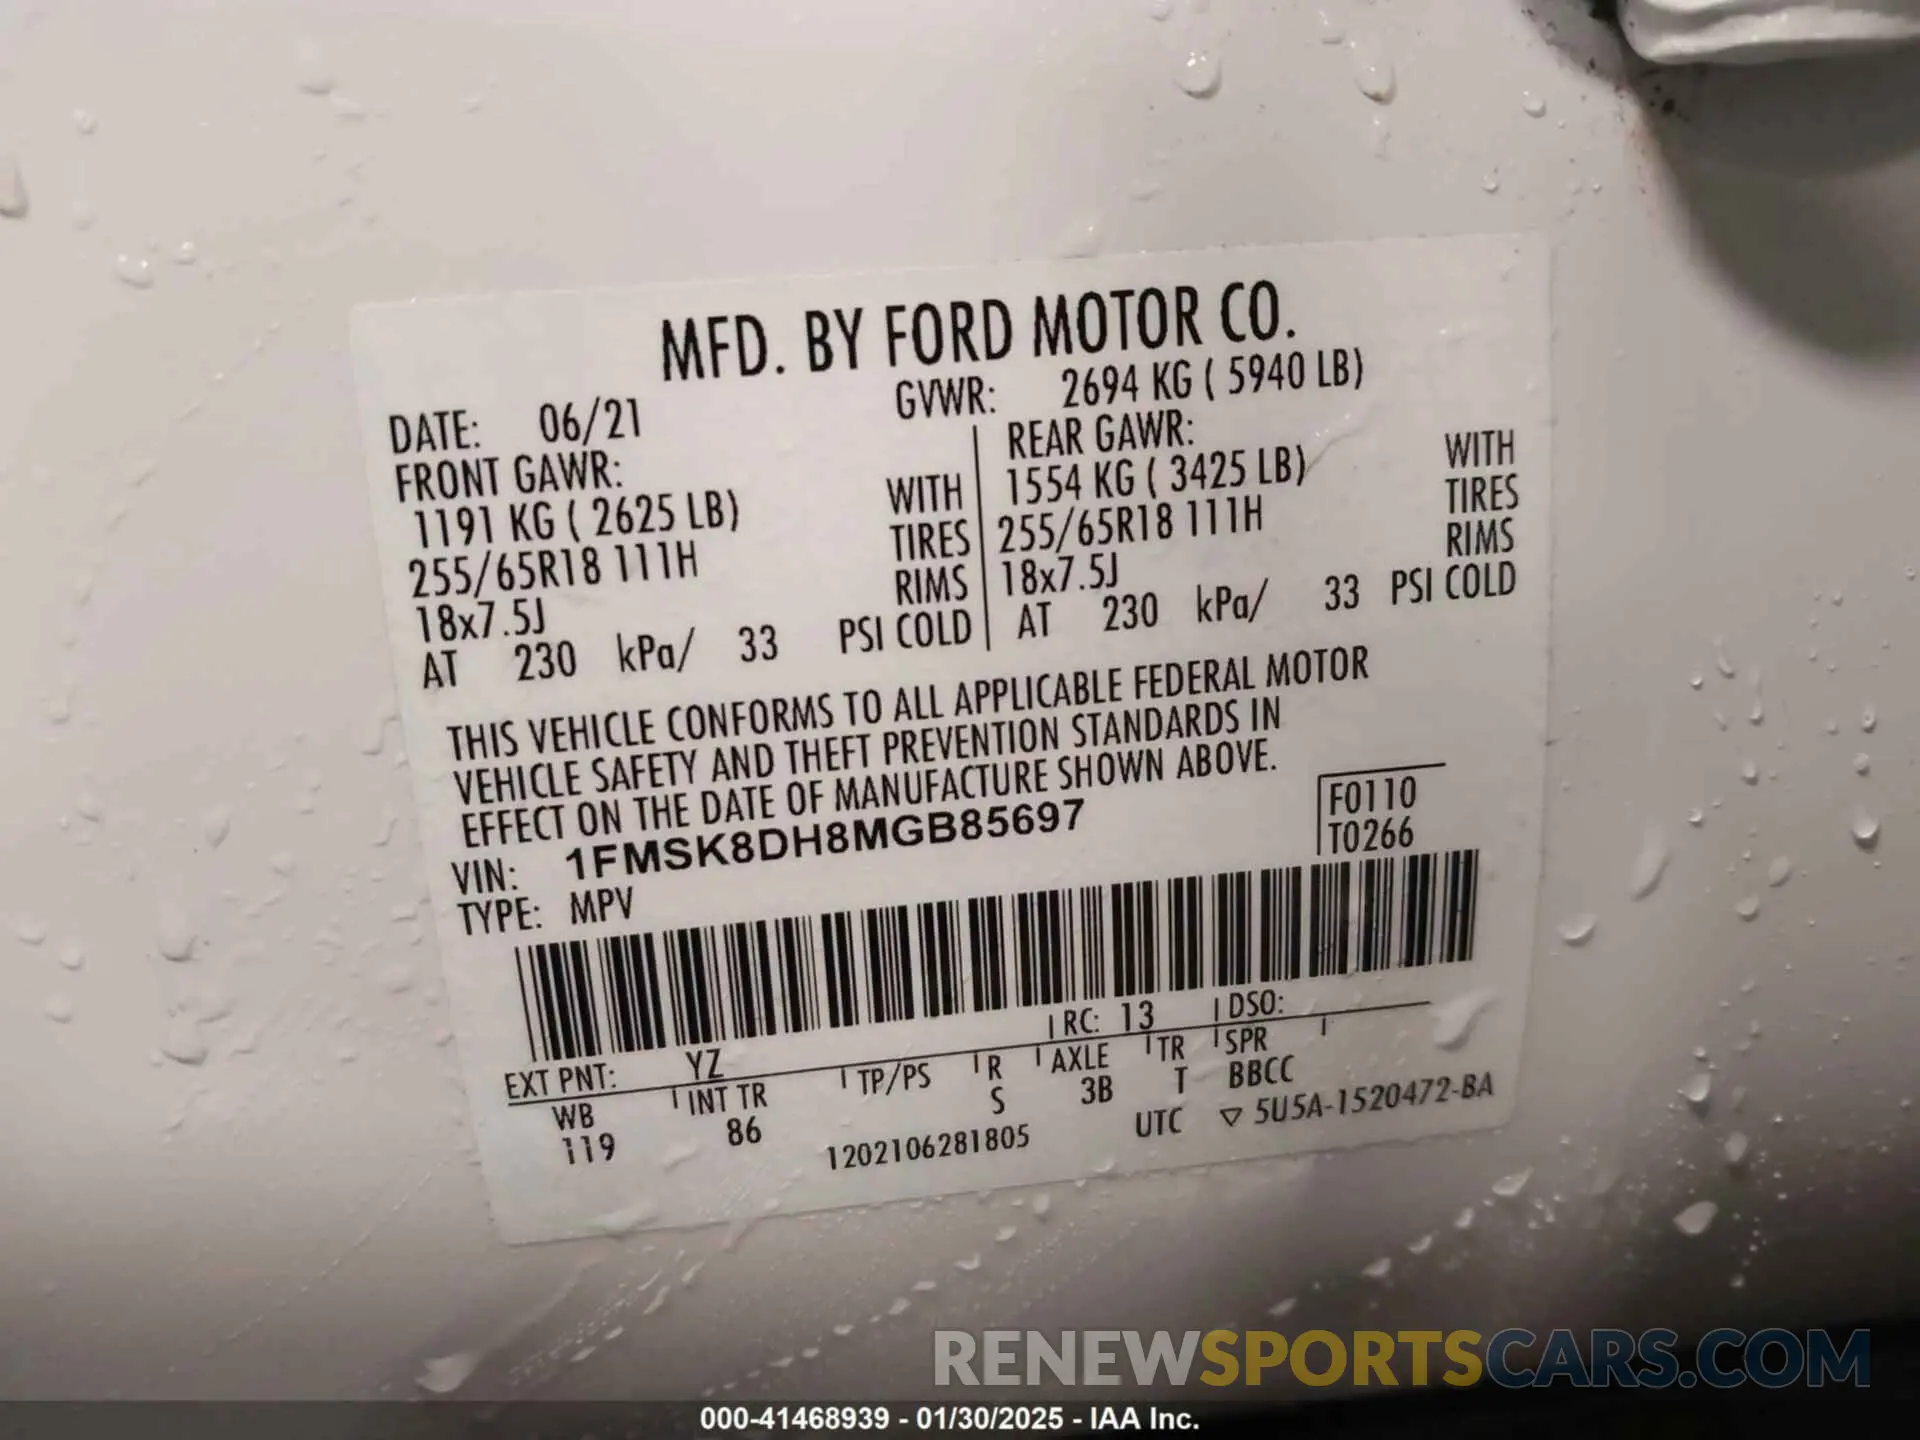 MFD. BY FORD MOTOR CO.
DATE: 06/21 GVWR: 2694 KG ( 5940 LB)
FRONT GAWR: REAR GAWR:
1191 KG ( 2625 LB) WITH 1554 KG ( 3425 LB) WITH
255/65R18 111H TIRES 255/65R18 111H TIRES
18x7.5J RIMS 18x7.5J RIMS
AT 230 kPa/ 33 PSI COLD AT 230 kPa/ 33 PSI COLD
THIS VEHICLE CONFORMS TO ALL APPLICABLE FEDERAL MOTOR
VEHICLE SAFETY AND THEFT PREVENTION STANDARDS IN
EFFECT ON THE DATE OF MANUFACTURE SHOWN ABOVE.
F0110
VIN: 1FMSK8DH8MGB85697 T0266
TYPE: MPV
EXT PNT: YZ RC: 13 DSO:
WB INT TR TP/PS R AXLE TR SPR
119 86 S 3B T BBCC
1202106281805 UTC ▽ 5U5A-1520472-BA
RENEWSPORTSCARS.COM
000-41468939 - 01/30/2025 - IAA Inc.